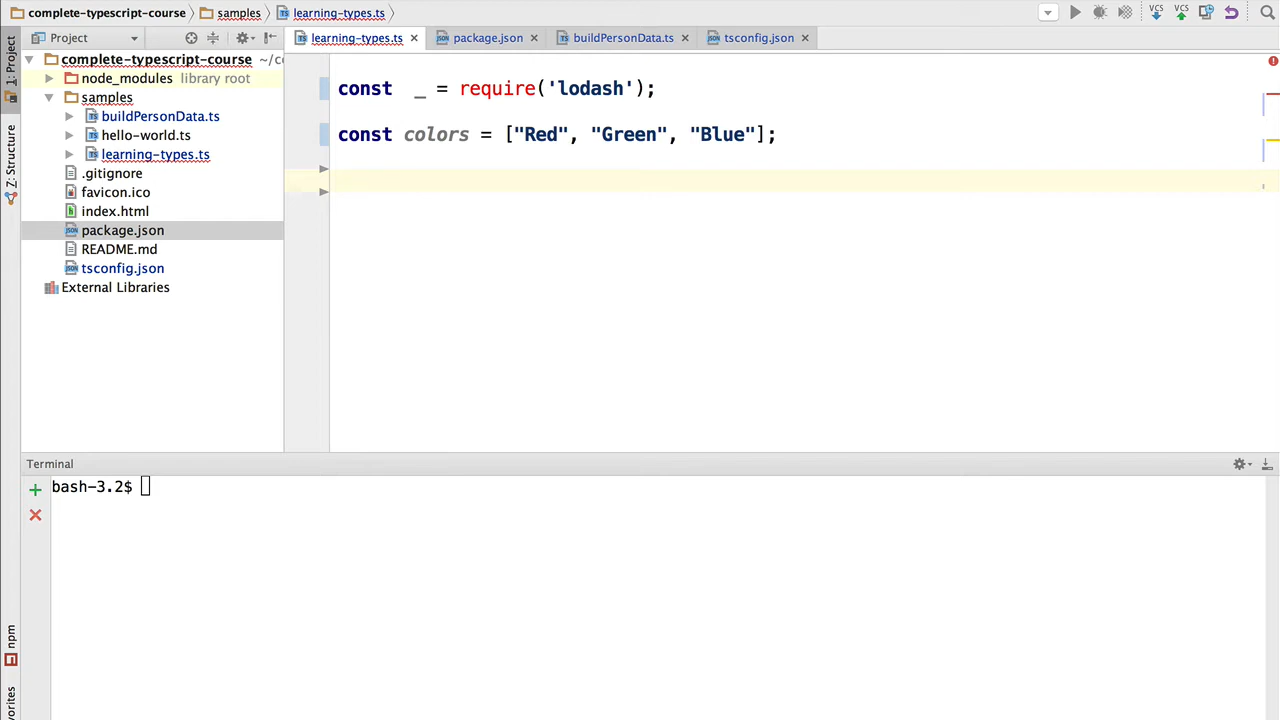 complete-typescript-course samples learning-types.ts
VCS VCS
1: Project
Project
learning-types.ts package.json buildPersonData.ts tsconfig.json
complete-typescript-course ~/c
node_modules library root
samples
buildPersonData.ts
hello-world.ts
learning-types.ts
.gitignore
favicon.ico
index.html
package.json
README.md
tsconfig.json
External Libraries
Z: Structure
const _ = require('lodash');
const colors = ["Red", "Green", "Blue"];
Terminal
bash-3.2$
npm
vorites